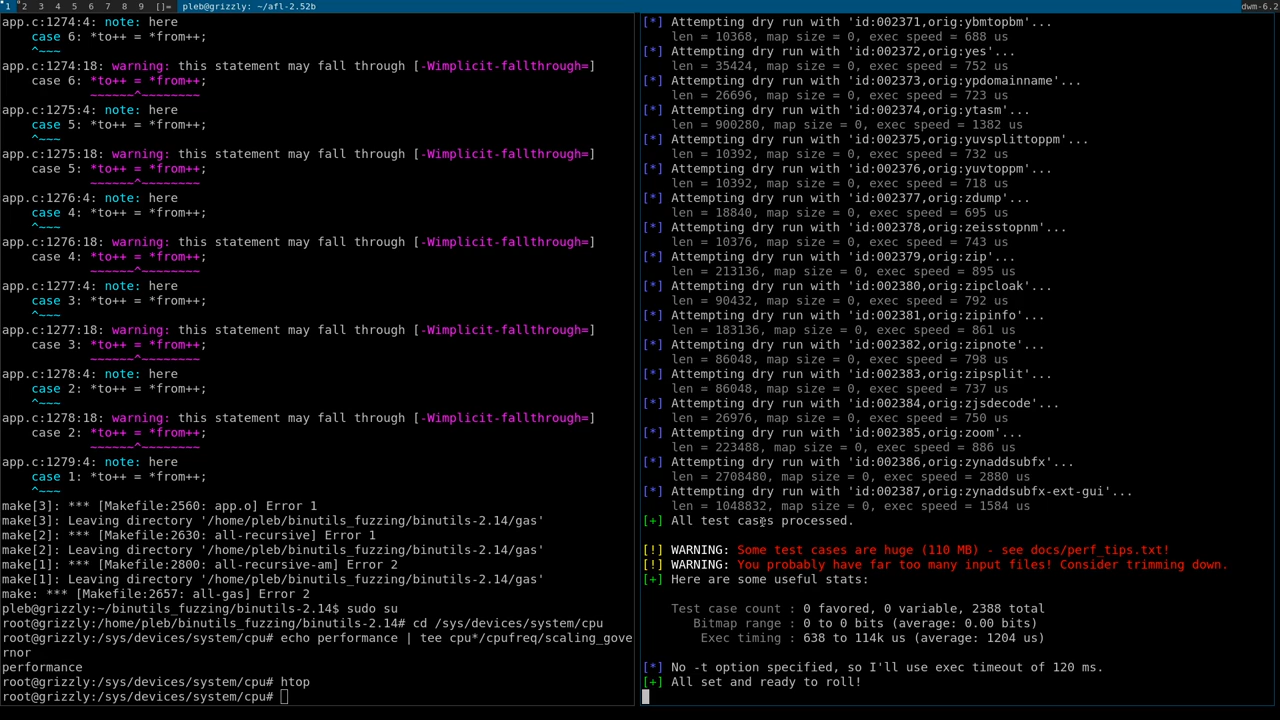 1 2 3 4 5 6 7 8 9 []= pleb@grizzly: ~/afl-2.52b dwm-6.2
app.c:1274:4: note: here
case 6: *to++ = *from++;
^~~~
app.c:1274:18: warning: this statement may fall through [-Wimplicit-fallthrough=]
case 6: *to++ = *from++;
~~~~~~^~~~~~~~~
app.c:1275:4: note: here
case 5: *to++ = *from++;
^~~~
app.c:1275:18: warning: this statement may fall through [-Wimplicit-fallthrough=]
case 5: *to++ = *from++;
~~~~~~^~~~~~~~~
app.c:1276:4: note: here
case 4: *to++ = *from++;
^~~~
app.c:1276:18: warning: this statement may fall through [-Wimplicit-fallthrough=]
case 4: *to++ = *from++;
~~~~~~^~~~~~~~~
app.c:1277:4: note: here
case 3: *to++ = *from++;
^~~~
app.c:1277:18: warning: this statement may fall through [-Wimplicit-fallthrough=]
case 3: *to++ = *from++;
~~~~~~^~~~~~~~~
app.c:1278:4: note: here
case 2: *to++ = *from++;
^~~~
app.c:1278:18: warning: this statement may fall through [-Wimplicit-fallthrough=]
case 2: *to++ = *from++;
~~~~~~^~~~~~~~~
app.c:1279:4: note: here
case 1: *to++ = *from++;
^~~~
make[3]: *** [Makefile:2560: app.o] Error 1
make[3]: Leaving directory '/home/pleb/binutils_fuzzing/binutils-2.14/gas'
make[2]: *** [Makefile:2630: all-recursive] Error 1
make[2]: Leaving directory '/home/pleb/binutils_fuzzing/binutils-2.14/gas'
make[1]: *** [Makefile:2800: all-recursive-am] Error 2
make[1]: Leaving directory '/home/pleb/binutils_fuzzing/binutils-2.14/gas'
make: *** [Makefile:2657: all-gas] Error 2
pleb@grizzly:~/binutils_fuzzing/binutils-2.14$ sudo su
root@grizzly:/home/pleb/binutils_fuzzing/binutils-2.14# cd /sys/devices/system/cpu
root@grizzly:/sys/devices/system/cpu# echo performance | tee cpu*/cpufreq/scaling_gove
rnor
performance
root@grizzly:/sys/devices/system/cpu# htop
root@grizzly:/sys/devices/system/cpu#
[*] Attempting dry run with 'id:002371,orig:ybmtopbm'...
len = 10368, map size = 0, exec speed = 688 us
[*] Attempting dry run with 'id:002372,orig:yes'...
len = 35424, map size = 0, exec speed = 752 us
[*] Attempting dry run with 'id:002373,orig:ypdomainname'...
len = 26696, map size = 0, exec speed = 723 us
[*] Attempting dry run with 'id:002374,orig:ytasm'...
len = 900280, map size = 0, exec speed = 1382 us
[*] Attempting dry run with 'id:002375,orig:yuvsplittoppm'...
len = 10392, map size = 0, exec speed = 732 us
[*] Attempting dry run with 'id:002376,orig:yuvtoppm'...
len = 10392, map size = 0, exec speed = 718 us
[*] Attempting dry run with 'id:002377,orig:zdump'...
len = 18840, map size = 0, exec speed = 695 us
[*] Attempting dry run with 'id:002378,orig:zeisstopnm'...
len = 10376, map size = 0, exec speed = 743 us
[*] Attempting dry run with 'id:002379,orig:zip'...
len = 213136, map size = 0, exec speed = 895 us
[*] Attempting dry run with 'id:002380,orig:zipcloak'...
len = 90432, map size = 0, exec speed = 792 us
[*] Attempting dry run with 'id:002381,orig:zipinfo'...
len = 183136, map size = 0, exec speed = 861 us
[*] Attempting dry run with 'id:002382,orig:zipnote'...
len = 86048, map size = 0, exec speed = 798 us
[*] Attempting dry run with 'id:002383,orig:zipsplit'...
len = 86048, map size = 0, exec speed = 737 us
[*] Attempting dry run with 'id:002384,orig:zjsdecode'...
len = 26976, map size = 0, exec speed = 750 us
[*] Attempting dry run with 'id:002385,orig:zoom'...
len = 223488, map size = 0, exec speed = 886 us
[*] Attempting dry run with 'id:002386,orig:zynaddsubfx'...
len = 2708480, map size = 0, exec speed = 2880 us
[*] Attempting dry run with 'id:002387,orig:zynaddsubfx-ext-gui'...
len = 1048832, map size = 0, exec speed = 1584 us
[+] All test cases processed.
[!] WARNING: Some test cases are huge (110 MB) - see docs/perf_tips.txt!
[!] WARNING: You probably have far too many input files! Consider trimming down.
[+] Here are some useful stats:
Test case count : 0 favored, 0 variable, 2388 total
Bitmap range : 0 to 0 bits (average: 0.00 bits)
Exec timing : 638 to 114k us (average: 1204 us)
[*] No -t option specified, so I'll use exec timeout of 120 ms.
[+] All set and ready to roll!